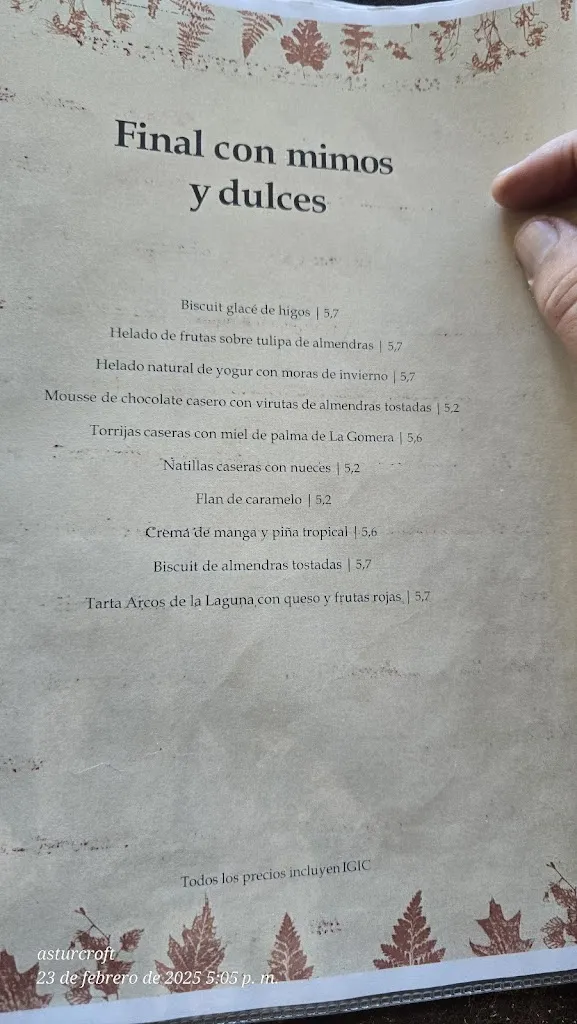 Final con mimos
y dulces
Biscuit glacé de higos | 5,7
Helado de frutas sobre tulipa de almendras | 5,7
Helado natural de yogur con moras de invierno | 5,7
Mousse de chocolate casero con virutas de almendras tostadas | 5,2
Torrijas caseras con miel de palma de La Gomera | 5,6
Natillas caseras con nueces | 5,2
Flan de caramelo | 5,2
Crema de manga y piña tropical | 5,6
Biscuit de almendras tostadas | 5,7
Tarta Arcos de la Laguna con queso y frutas rojas | 5,7
Todos los precios incluyen IGIC
asturcroft
23 de febrero de 2025 5:05 p. m.